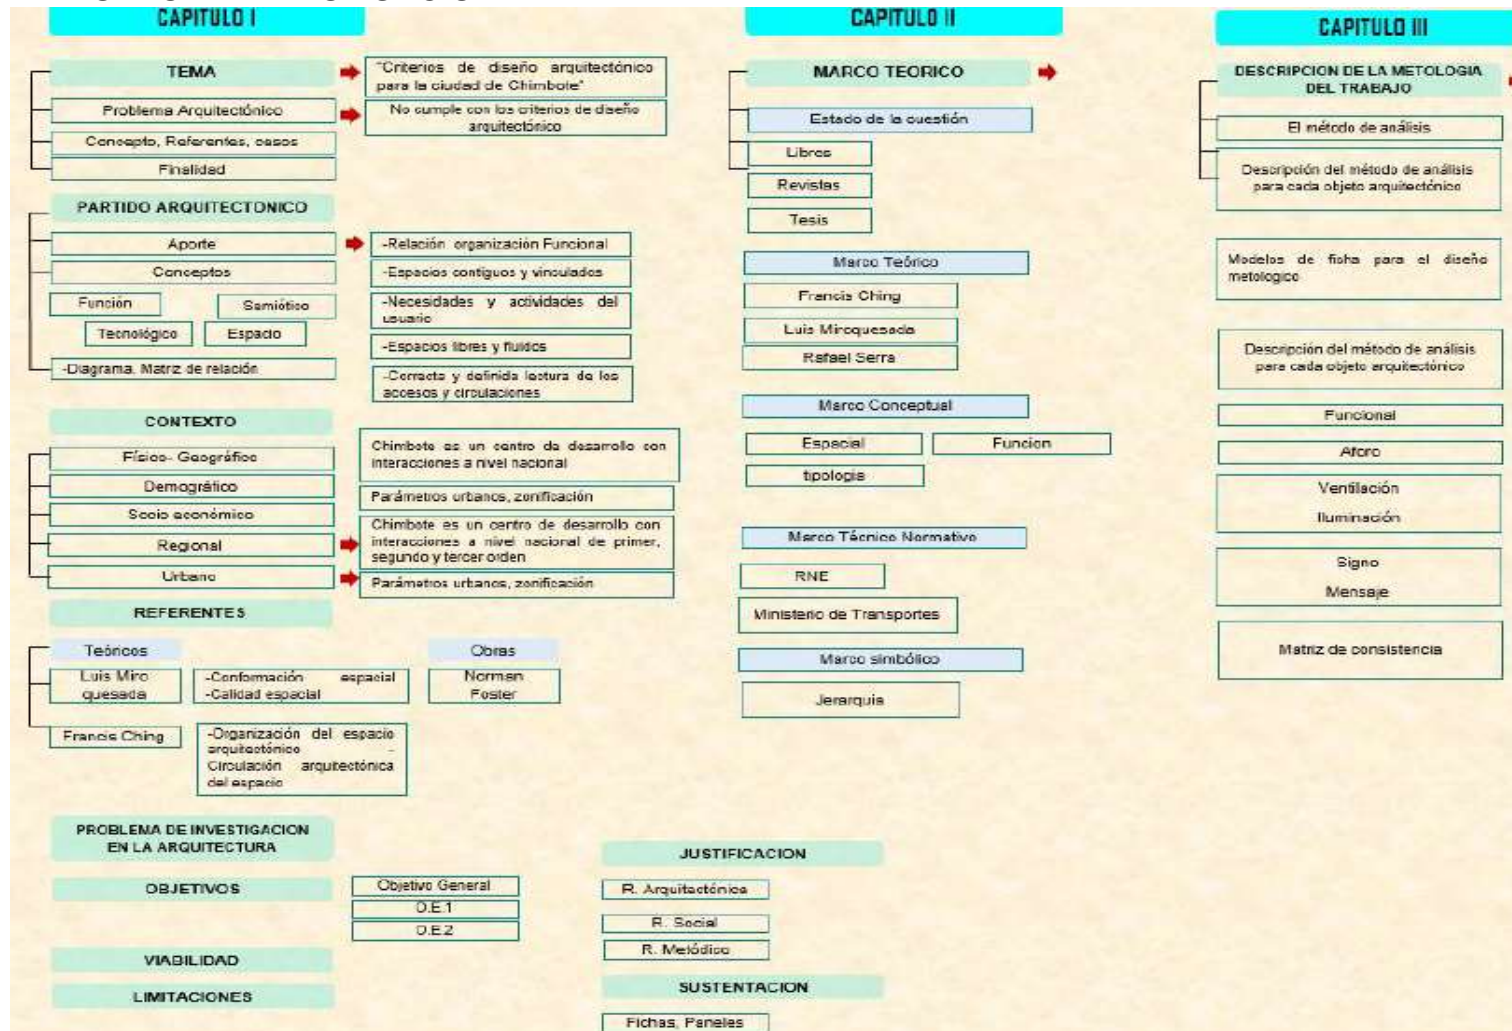 CAPITULO I
TEMA
"Criterios de diseño arquitectónico
para la ciudad de Chimbote"
Problema Arquitectónico
No cumple con los criterios de diseño
arquitectónico
Concepto, Referentes, casos
Finalidad
PARTIDO ARQUITECTONICO
Aporte
-Relación organización Funcional
Conceptos
-Espacios contiguos y vinculados
Función
Semiótico
Tecnológico
Espacio
-Necesidades y actividades del
usuario
-Espacios libres y fluidos
-Diagrama. Matriz de relación
-Correcta y definida lectura de los
accesos y circulaciones
CONTEXTO
Físico- Geográfico
Chimbote es un centro de desarrollo con
interacciones a nivel nacional
Demográfico
Parámetros urbanos, zonificación
Socio económico
Regional
Chimbote es un centro de desarrollo con
interacciones a nivel nacional de primer,
segundo y tercer orden
Urbano
Parámetros urbanos, zonificación
REFERENTES
Teóricos
Obras
Luis Miro
quesada
-Conformación espacial
-Calidad espacial
Norman
Foster
Francis Ching
-Organización del espacio
arquitectónico -
Circulación arquitectónica
del espacio
PROBLEMA DE INVESTIGACION
EN LA ARQUITECTURA
OBJETIVOS
Objetivo General
O.E.1
O.E.2
VIABILIDAD
LIMITACIONES
JUSTIFICACION
R. Arquitectónica
R. Social
R. Metódica
SUSTENTACION
Fichas, Paneles
CAPITULO II
MARCO TEORICO
Estado de la cuestión
Libros
Revistas
Tesis
Marco Teórico
Francis Ching
Luis Miroquesada
Rafael Serra
Marco Conceptual
Espacial
Funcion
tipologia
Marco Técnico Normativo
RNE
Ministerio de Transportes
Marco simbólico
Jerarquia
CAPITULO III
DESCRIPCION DE LA METOLOGIA
DEL TRABAJO
El método de análisis
Descripción del método de análisis
para cada objeto arquitectónico
Modelos de ficha para el diseño
metologico
Descripción del método de análisis
para cada objeto arquitectónico
Funcional
Aforo
Ventilación
Iluminación
Signo
Mensaje
Matriz de consistencia